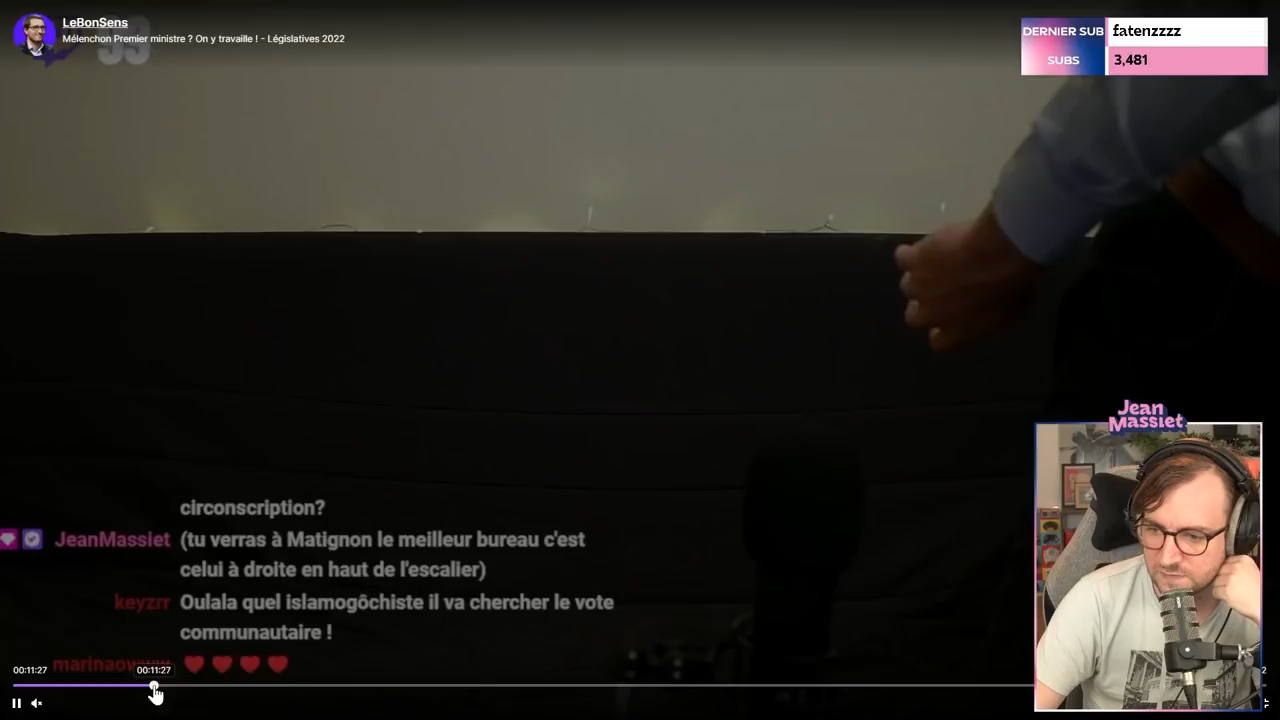 LeBonSens
Mélenchon Premier ministre ? On y travaille ! - Législatives 2022
99
DERNIER SUB fatenzzzz
SUBS 3,481
Jean
Massiet
circonscription?
JeanMassiet (tu verras à Matignon le meilleur bureau c'est
celui à droite en haut de l'escalier)
keyzrr Oulala quel islamogôchiste il va chercher le vote
communautaire !
00:11:27
00:11:27